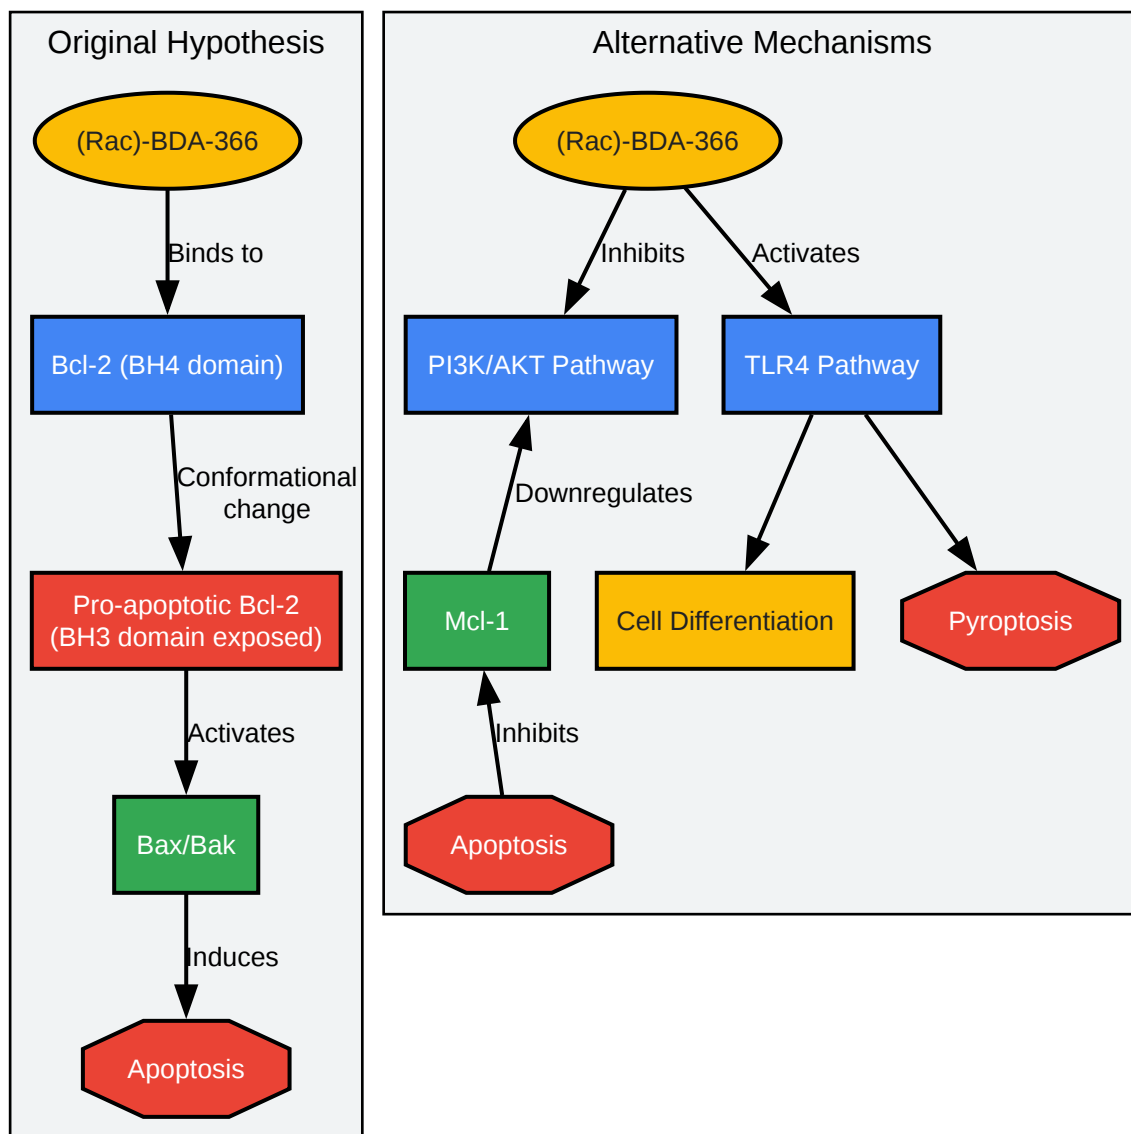 Original Hypothesis
(Rac)-BDA-366
Binds to
Bcl-2 (BH4 domain)
Conformational
change
Pro-apoptotic Bcl-2
(BH3 domain exposed)
Activates
Bax/Bak
Induces
Apoptosis
Alternative Mechanisms
(Rac)-BDA-366
Inhibits
Activates
PI3K/AKT Pathway
TLR4 Pathway
Downregulates
Mcl-1
Cell Differentiation
Pyroptosis
Inhibits
Apoptosis